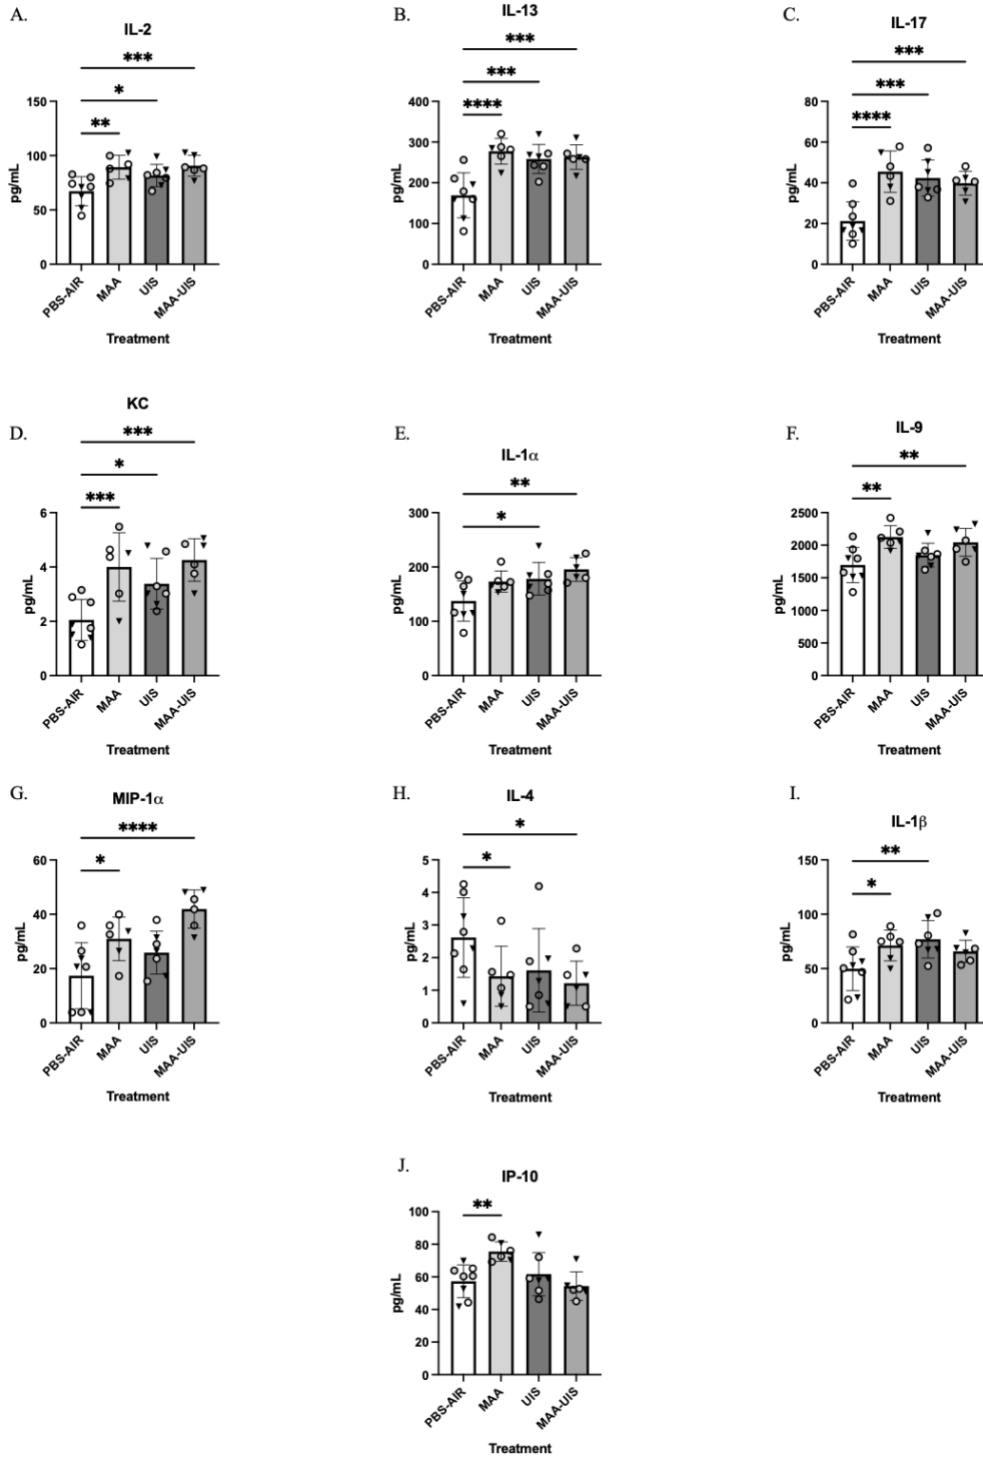 A.
IL-2
***
*
**
150
100
50
0
pg/mL
PBS-AIR
MAA
UIS
MAA-UIS
Treatment
B.
IL-13
***
***
****
400
300
200
100
0
pg/mL
PBS-AIR
MAA
UIS
MAA-UIS
Treatment
C.
IL-17
***
***
****
80
60
40
20
0
pg/mL
PBS-AIR
MAA
UIS
MAA-UIS
Treatment
D.
KC
***
*
***
6
4
2
0
pg/mL
PBS-AIR
MAA
UIS
MAA-UIS
Treatment
E.
IL-1α
**
*
300
200
100
0
pg/mL
PBS-AIR
MAA
UIS
MAA-UIS
Treatment
F.
IL-9
**
**
2500
2000
1500
1000
500
0
pg/mL
PBS-AIR
MAA
UIS
MAA-UIS
Treatment
G.
MIP-1α
****
*
60
40
20
0
pg/mL
PBS-AIR
MAA
UIS
MAA-UIS
Treatment
H.
IL-4
*
*
5
4
3
2
1
0
pg/mL
PBS-AIR
MAA
UIS
MAA-UIS
Treatment
I.
IL-1β
**
*
150
100
50
0
pg/mL
PBS-AIR
MAA
UIS
MAA-UIS
Treatment
J.
IP-10
**
100
80
60
40
20
0
pg/mL
PBS-AIR
MAA
UIS
MAA-UIS
Treatment